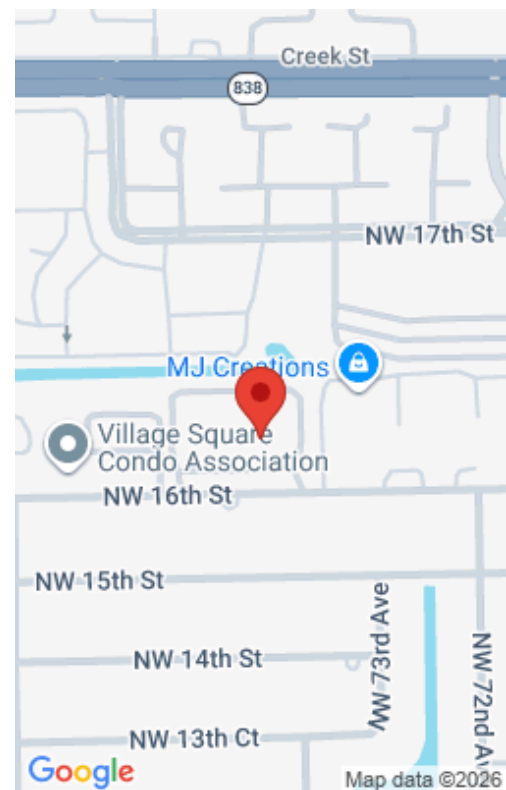 Creek St
838
NW 17th St
MJ Creations
Village Square
Condo Association
NW 16th St
NW 15th St
NW 73rd Ave
NW 14th St
NW 72nd Av
NW 13th Ct
Google
Map data ©2026